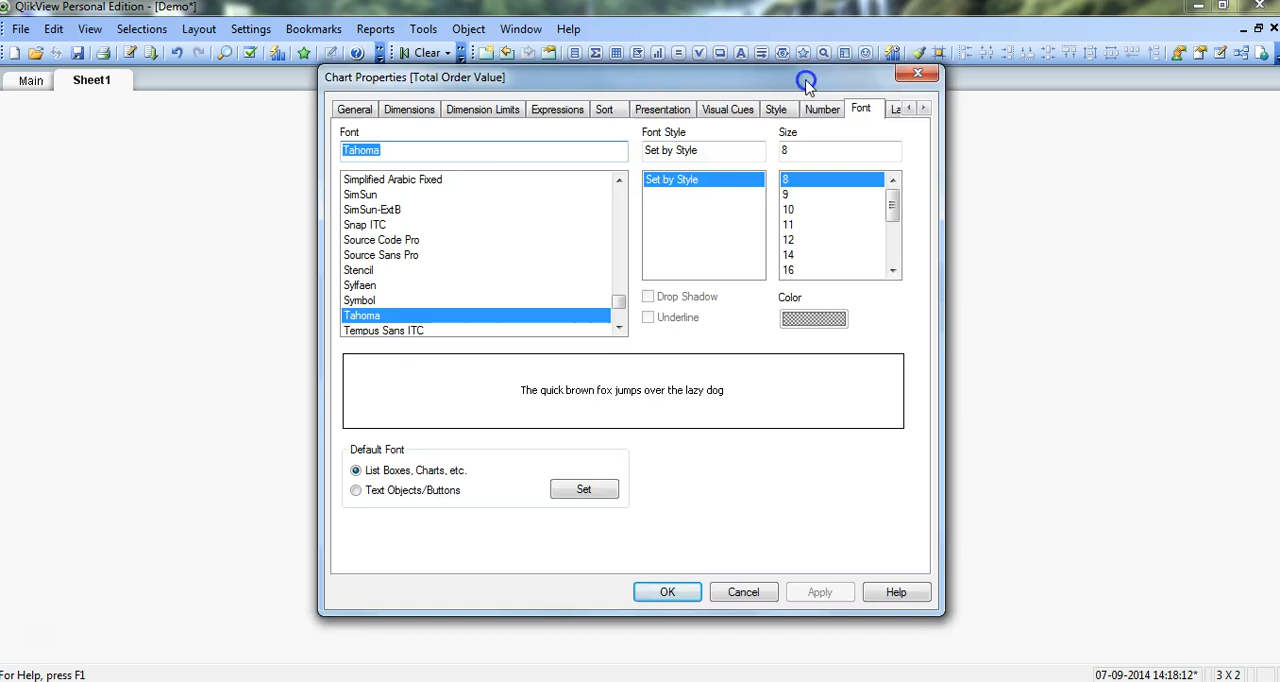 QlikView Personal Edition - [Demo*]
File Edit View Selections Layout Settings Bookmarks Reports Tools Object Window Help
Clear
Main Sheet1
Chart Properties [Total Order Value]
General Dimensions Dimension Limits Expressions Sort Presentation Visual Cues Style Number Font La
Font Font Style Size
Tahoma Set by Style 8
Simplified Arabic Fixed Set by Style 8
SimSun 9
SimSun-ExtB 10
Snap ITC 11
Source Code Pro 12
Source Sans Pro 14
Stencil 16
Sylfaen
Symbol Drop Shadow Color
Tahoma Underline
Tempus Sans ITC
The quick brown fox jumps over the lazy dog
Default Font
List Boxes, Charts, etc.
Text Objects/Buttons Set
OK Cancel Apply Help
For Help, press F1 07-09-2014 14:18:12* 3 X 2